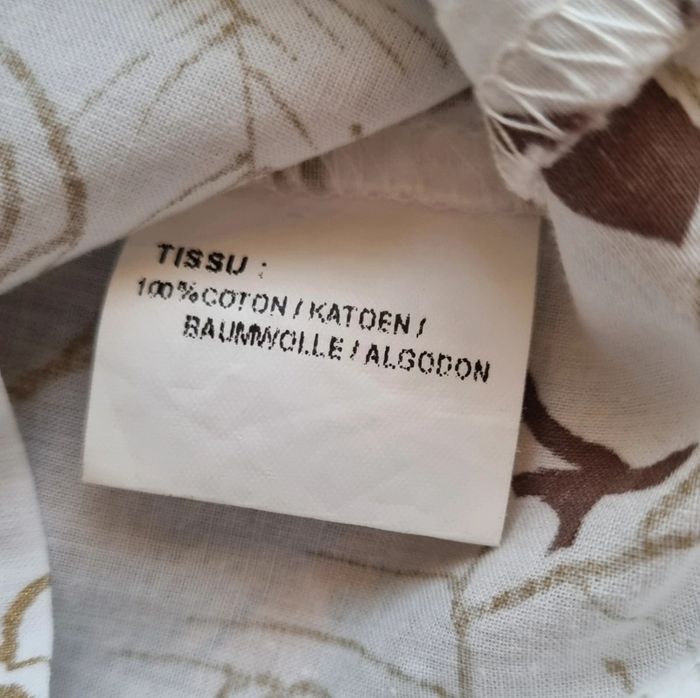 TISSU :
100%COTON / KATOEN /
BAUMWOLLE / ALGODON